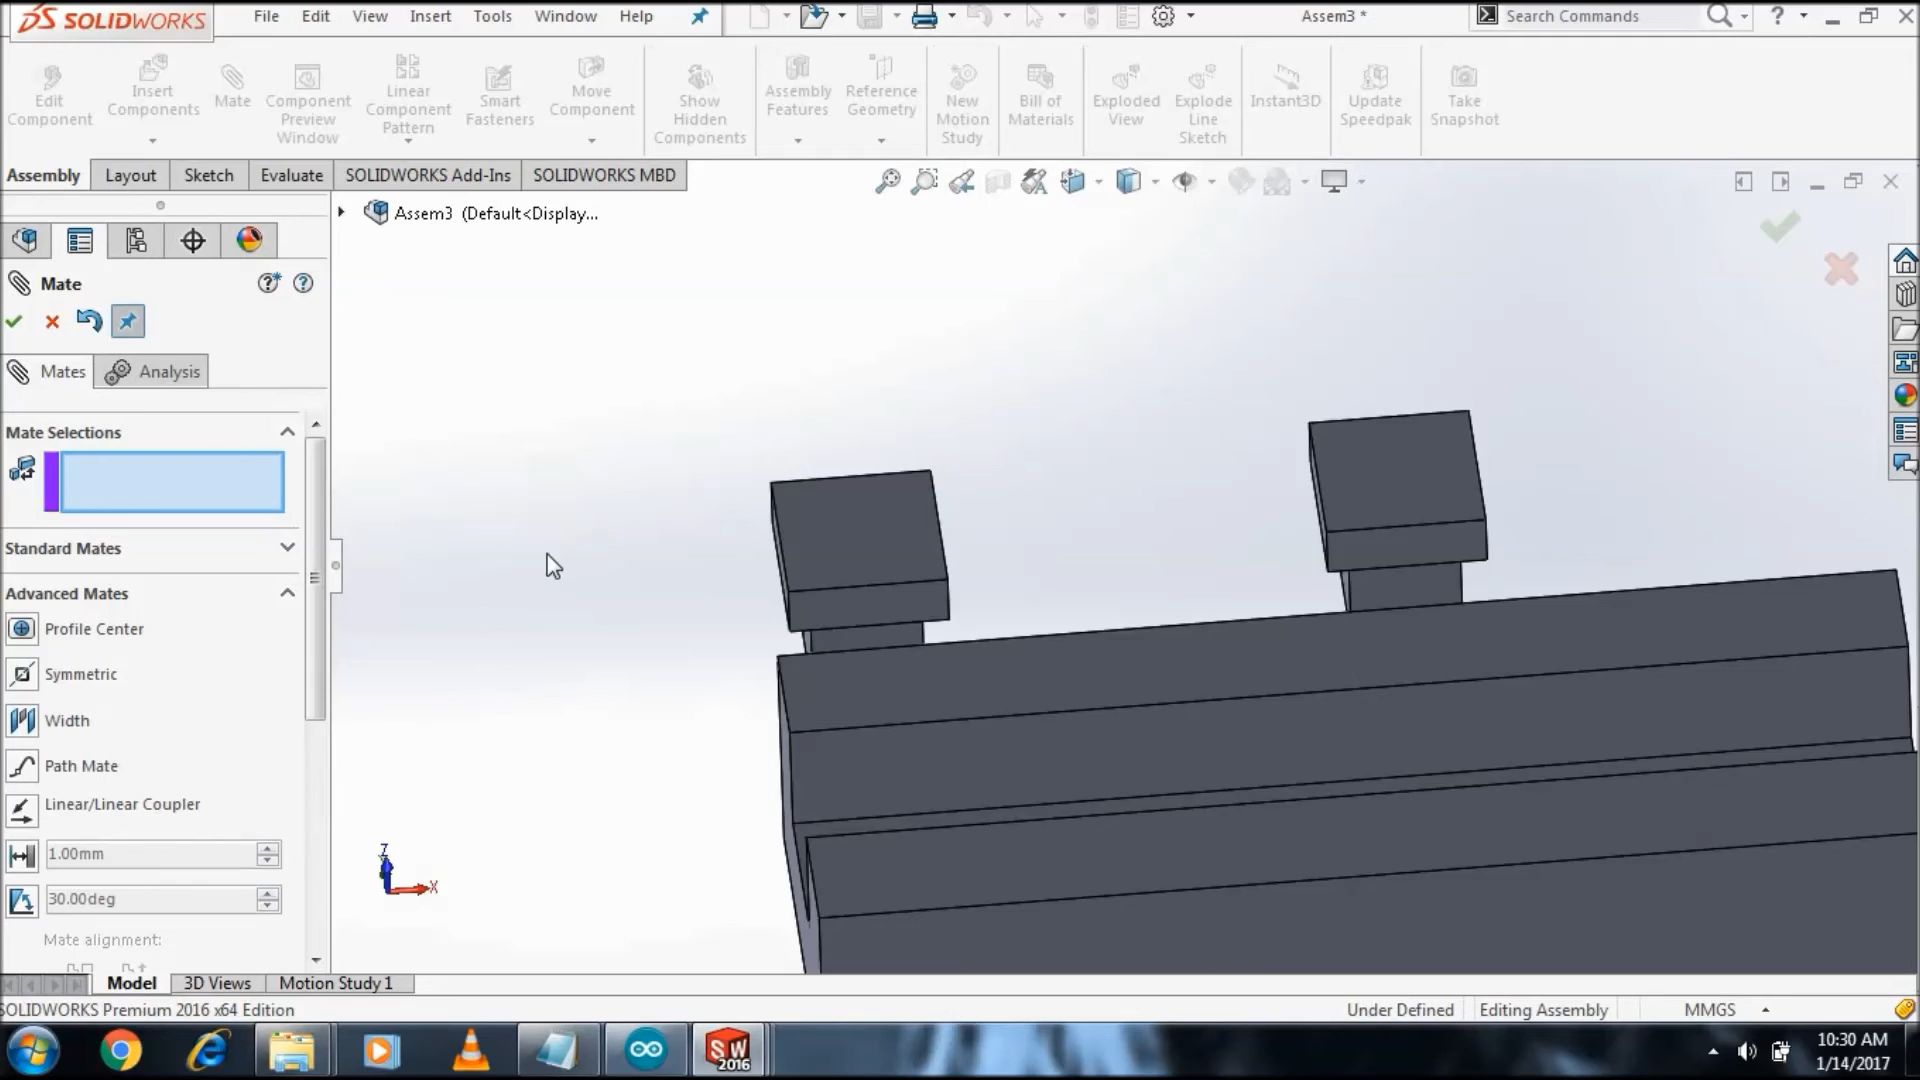 SOLIDWORKS
File Edit View Insert Tools Window Help
Assem3 *
Search Commands
Edit Component
Insert Components
Mate
Component Preview Window
Linear Component Pattern
Smart Fasteners
Move Component
Show Hidden Components
Assembly Features
Reference Geometry
New Motion Study
Bill of Materials
Exploded View
Explode Line Sketch
Instant3D
Update Speedpak
Take Snapshot
Assembly Layout Sketch Evaluate SOLIDWORKS Add-Ins SOLIDWORKS MBD
Assem3 (Default<Display...
Mate
Mates Analysis
Mate Selections
Standard Mates
Advanced Mates
Profile Center
Symmetric
Width
Path Mate
Linear/Linear Coupler
1.00mm
30.00deg
Mate alignment:
Z
X
Model 3D Views Motion Study 1
SOLIDWORKS Premium 2016 x64 Edition
Under Defined Editing Assembly MMGS
SW 2016
10:30 AM
1/14/2017